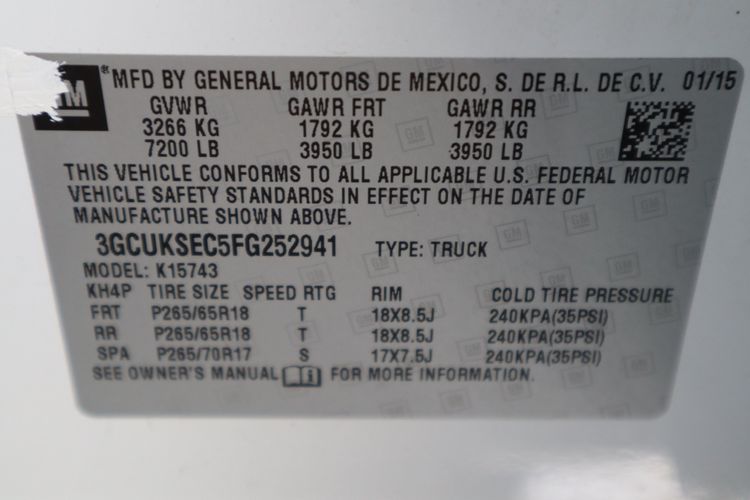 GM ® MFD BY GENERAL MOTORS DE MEXICO, S. DE R.L. DE C.V. 01/15
GVWR GAWR FRT GAWR RR
3266 KG 1792 KG 1792 KG
7200 LB 3950 LB 3950 LB
THIS VEHICLE CONFORMS TO ALL APPLICABLE U.S. FEDERAL MOTOR
VEHICLE SAFETY STANDARDS IN EFFECT ON THE DATE OF
MANUFACTURE SHOWN ABOVE.
3GCUKSEC5FG252941 TYPE: TRUCK
MODEL: K15743
KH4P TIRE SIZE SPEED RTG RIM COLD TIRE PRESSURE
FRT P265/65R18 T 18X8.5J 240KPA(35PSI)
RR P265/65R18 T 18X8.5J 240KPA(35PSI)
SPA P265/70R17 S 17X7.5J 240KPA(35PSI)
SEE OWNER'S MANUAL FOR MORE INFORMATION.